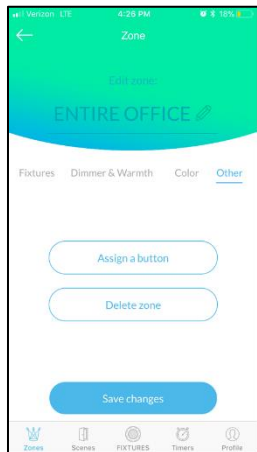 Verizon LTE 4:26 PM 18%
Zone
Edit zone:
ENTIRE OFFICE
Fixtures Dimmer & Warmth Color Other
Assign a button
Delete zone
Save changes
Zones Scenes FIXTURES Timers Profile